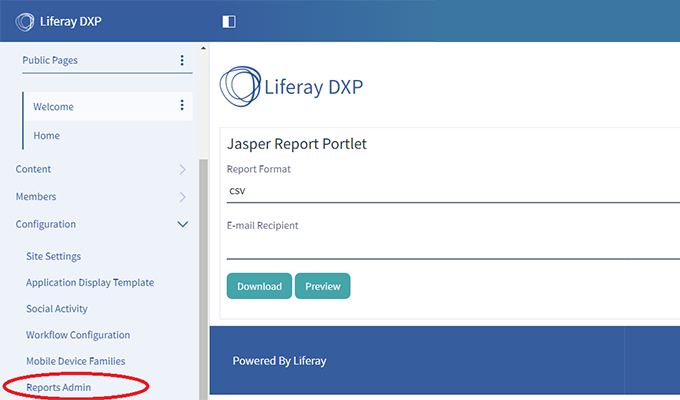 Liferay DXP
Public Pages
Welcome
Home
Content
Members
Configuration
Site Settings
Application Display Template
Social Activity
Workflow Configuration
Mobile Device Families
Reports Admin
Liferay DXP
Jasper Report Portlet
Report Format
csv
E-mail Recipient
Download Preview
Powered By Liferay